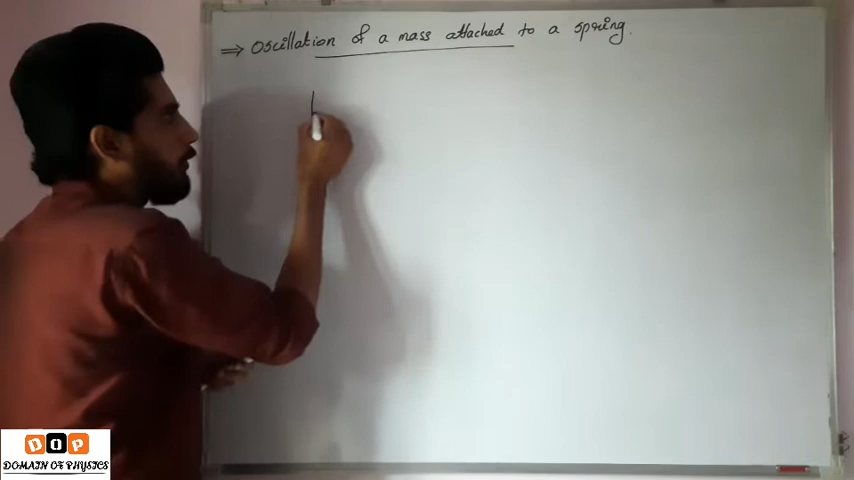 ⇒ Oscillation of a mass attached to a spring.
DOP
DOMAIN OF PHYSICS